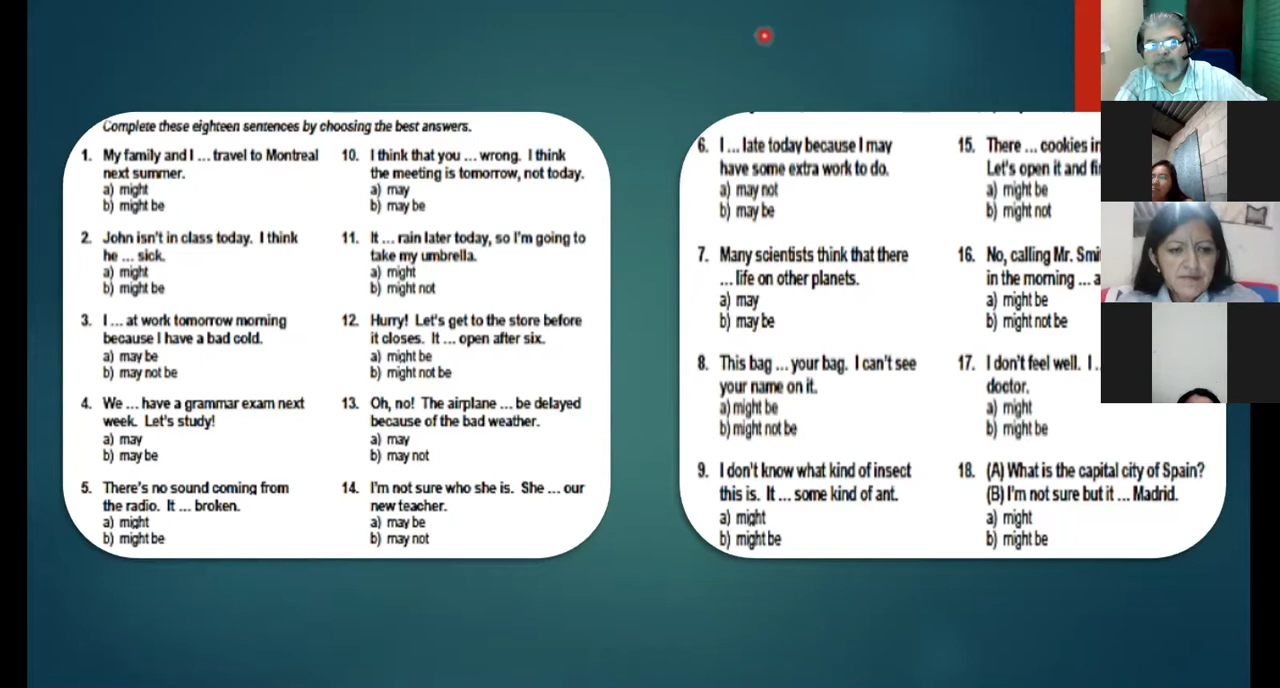 Complete these eighteen sentences by choosing the best answers.
1. My family and I ... travel to Montreal
next summer.
a) might
b) might be
2. John isn't in class today. I think
he ... sick.
a) might
b) might be
3. I ... at work tomorrow morning
because I have a bad cold.
a) may be
b) may not be
4. We ... have a grammar exam next
week. Let's study!
a) may
b) may be
5. There's no sound coming from
the radio. It ... broken.
a) might
b) might be
10. I think that you ... wrong. I think
the meeting is tomorrow, not today.
a) may
b) may be
11. It ... rain later today, so I'm going to
take my umbrella.
a) might
b) might not
12. Hurry! Let's get to the store before
it closes. It ... open after six.
a) might be
b) might not be
13. Oh, no! The airplane ... be delayed
because of the bad weather.
a) may
b) may not
14. I'm not sure who she is. She ... our
new teacher.
a) may be
b) may not
6. I ... late today because I may
have some extra work to do.
a) may not
b) may be
7. Many scientists think that there
... life on other planets.
a) may
b) may be
8. This bag ... your bag. I can't see
your name on it.
a) might be
b) might not be
9. I don't know what kind of insect
this is. It ... some kind of ant.
a) might
b) might be
15. There ... cookies in
Let's open it and
a) might be
b) might not
16. No, calling Mr.
in the morning ...
a) might be
b) might not be
17. I don't feel well. I
doctor.
a) might
b) might be
18. (A) What is the capital city of Spain?
(B) I'm not sure but it ... Madrid.
a) might
b) might be